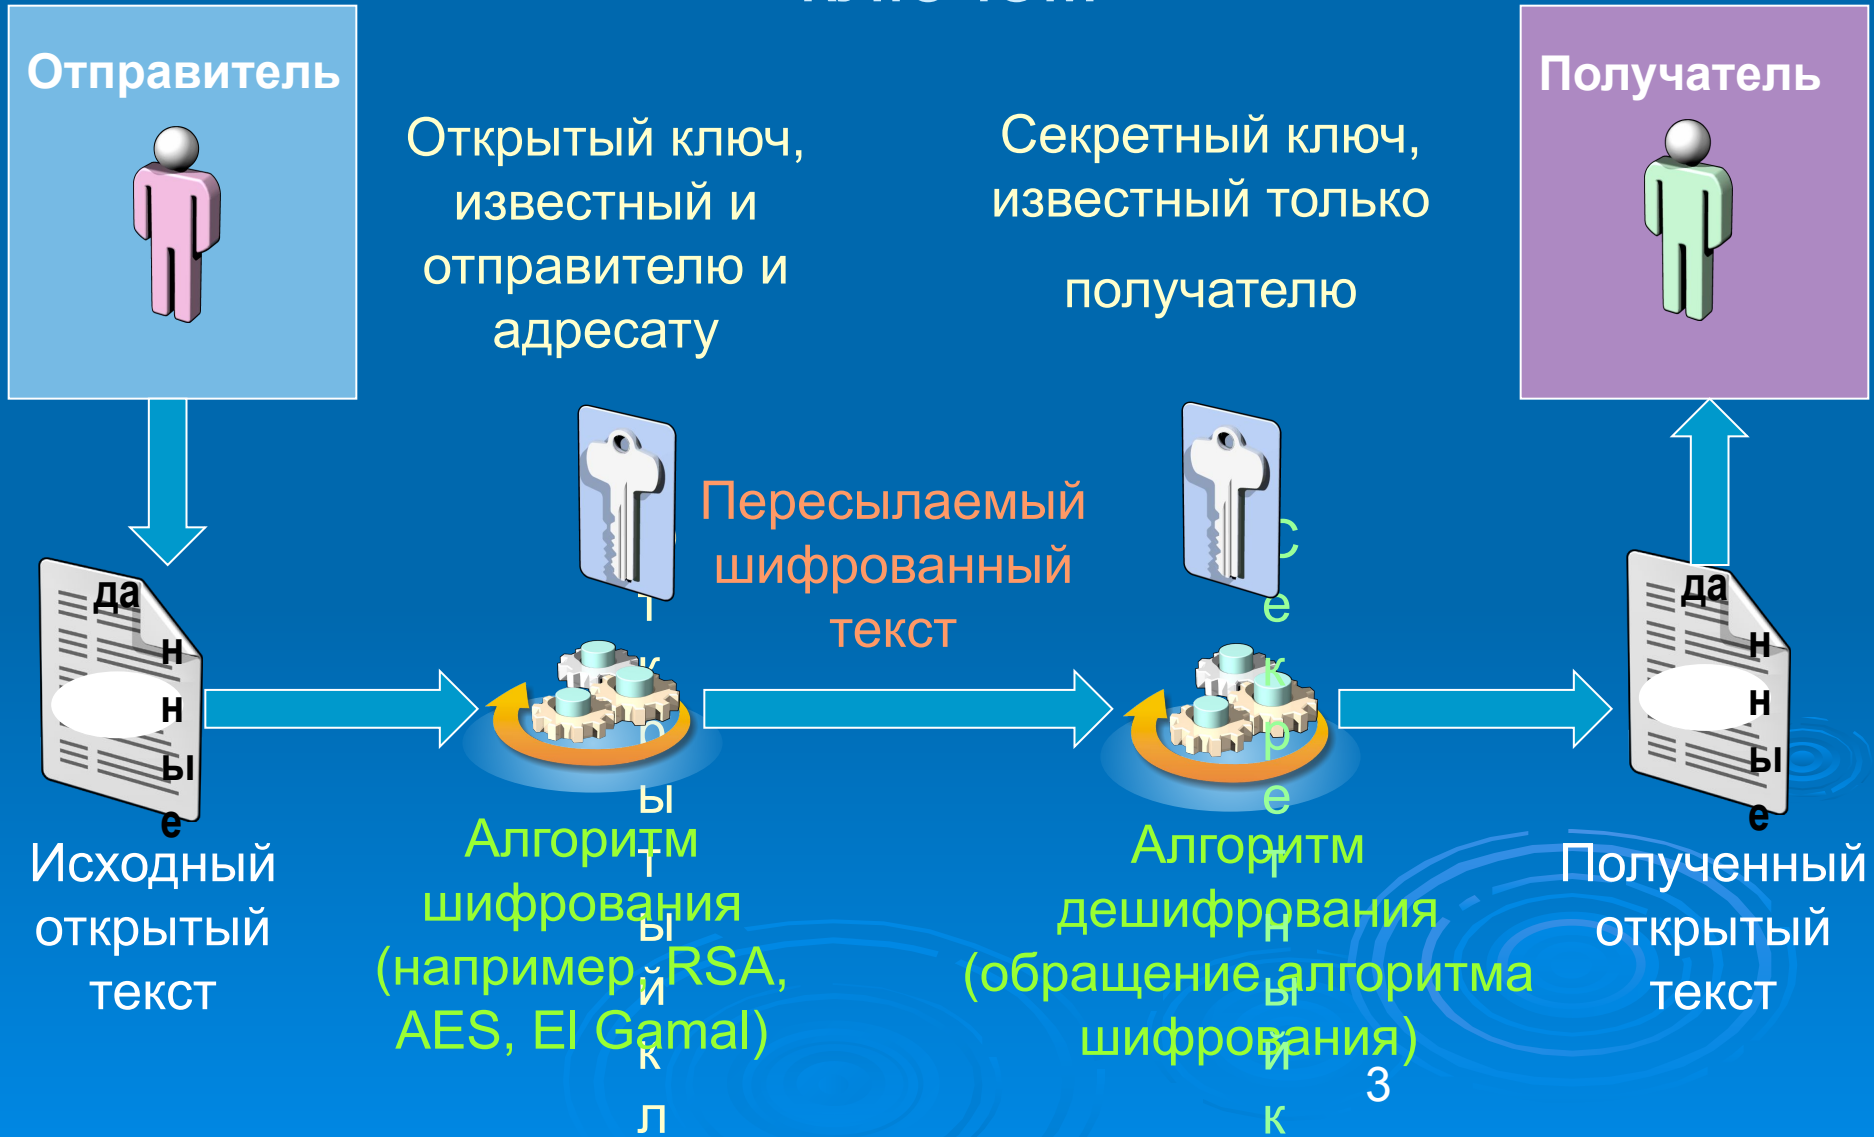 Отправитель
Получатель
Открытый ключ,
известный и
отправителю и
адресату
Секретный ключ,
известный только
получателю
Пересылаемый
шифрованный
текст
да
н
н
ы
е
да
н
н
ы
е
т
к
р
ы
т
ы
й
к
л
С
е
к
р
е
т
н
ы
й
к
Исходный
открытый
текст
Алгоритм
шифрования
(например, RSA,
AES, El Gamal)
Алгоритм
дешифрования
(обращение алгоритма
шифрования)
Полученный
открытый
текст
3